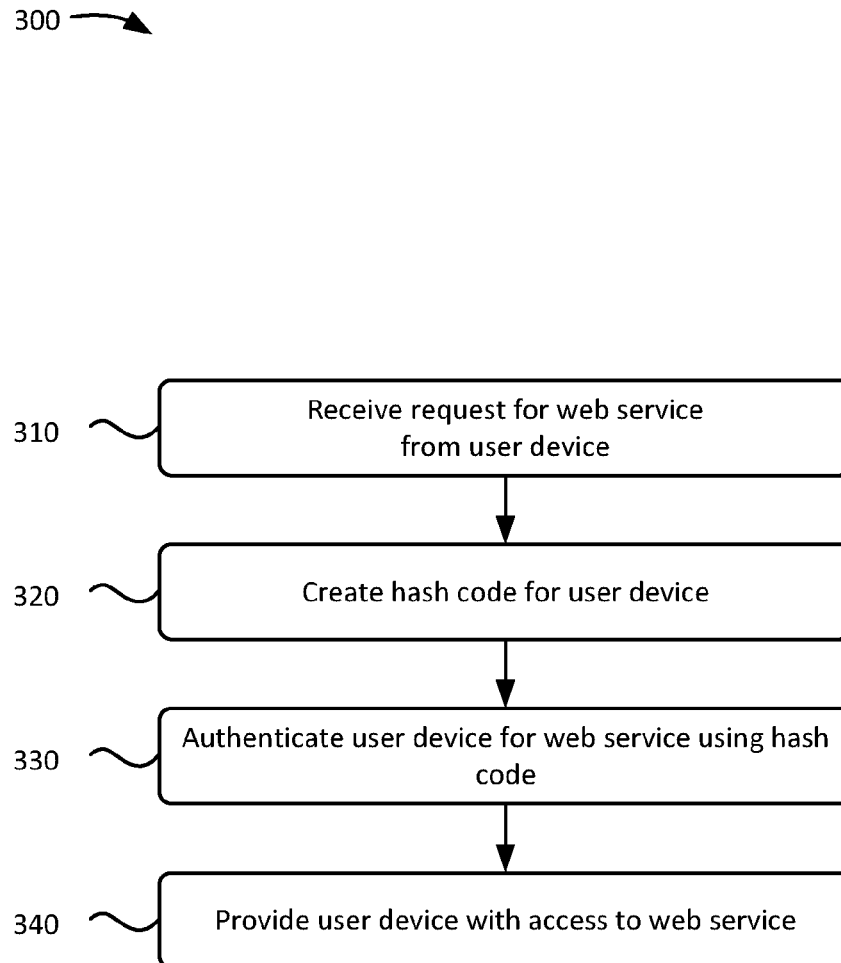 300
310
Receive request for web service
from user device
320
Create hash code for user device
330
Authenticate user device for web service using hash
code
340
Provide user device with access to web service